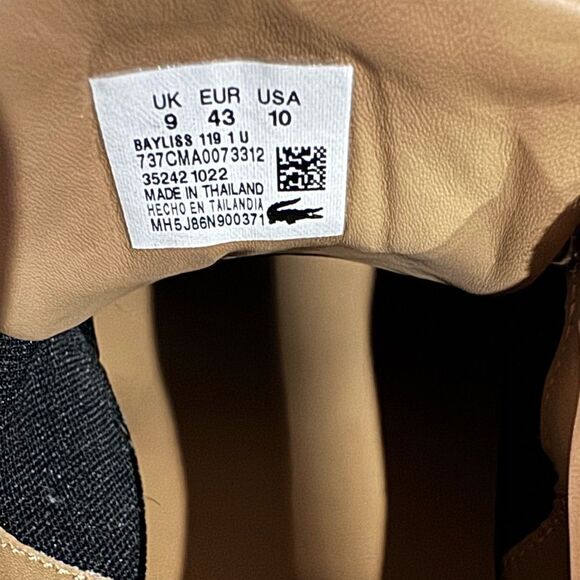 UK EUR USA
9 43 10
BAYLISS 119 1 U
737CMA0073312
35242 1022
MADE IN THAILAND
HECHO EN TAILANDIA
MH5J86N900371